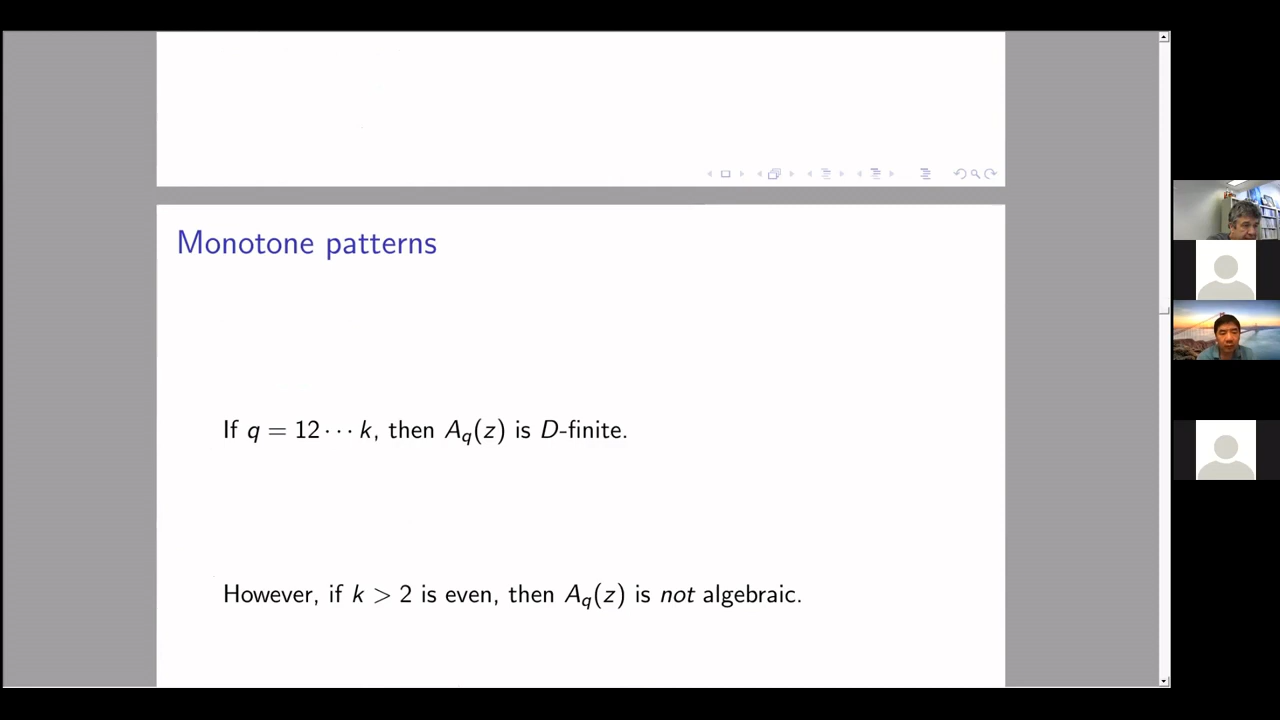 Monotone patterns
If q = 12 ⋯ k, then A_q(z) is D-finite.
However, if k > 2 is even, then A_q(z) is not algebraic.